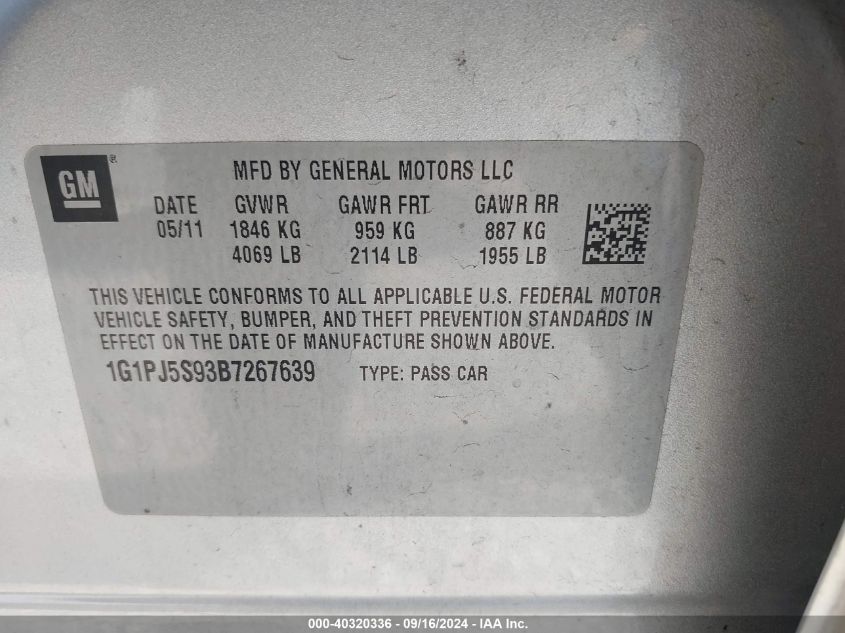 GM®
MFD BY GENERAL MOTORS LLC
DATE GVWR GAWR FRT GAWR RR
05/11 1846 KG 959 KG 887 KG
4069 LB 2114 LB 1955 LB
THIS VEHICLE CONFORMS TO ALL APPLICABLE U.S. FEDERAL MOTOR
VEHICLE SAFETY, BUMPER, AND THEFT PREVENTION STANDARDS IN
EFFECT ON THE DATE OF MANUFACTURE SHOWN ABOVE.
1G1PJ5S93B7267639 TYPE: PASS CAR
000-40320336 - 09/16/2024 - IAA Inc.